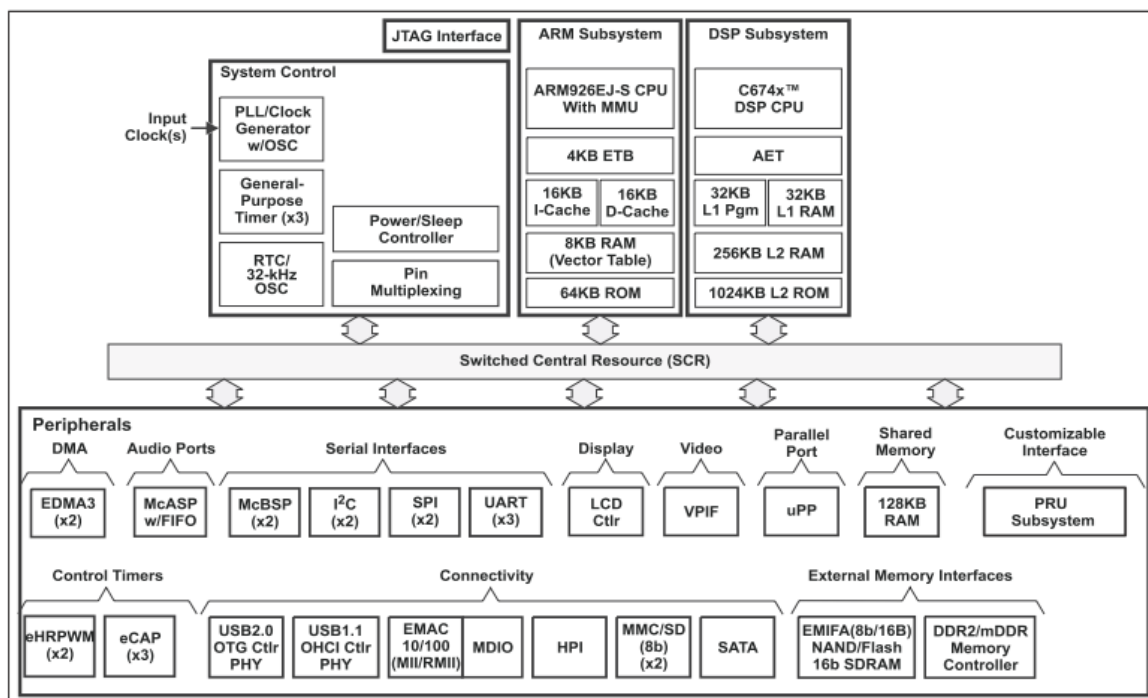 JTAG Interface
System Control
Input
Clock(s)
PLL/Clock
Generator
w/OSC
General-
Purpose
Timer (x3)
RTC/
32-kHz
OSC
Power/Sleep
Controller
Pin
Multiplexing
ARM Subsystem
ARM926EJ-S CPU
With MMU
4KB ETB
16KB
I-Cache
16KB
D-Cache
8KB RAM
(Vector Table)
64KB ROM
DSP Subsystem
C674x™
DSP CPU
AET
32KB
L1 Pgm
32KB
L1 RAM
256KB L2 RAM
1024KB L2 ROM
Switched Central Resource (SCR)
Peripherals
DMA
EDMA3
(x2)
Audio Ports
McASP
w/FIFO
Serial Interfaces
McBSP
(x2)
I²C
(x2)
SPI
(x2)
UART
(x3)
Display
LCD
Ctlr
Video
VPIF
Parallel
Port
uPP
Shared
Memory
128KB
RAM
Customizable
Interface
PRU
Subsystem
Control Timers
eHRPWM
(x2)
eCAP
(x3)
Connectivity
USB2.0
OTG Ctlr
PHY
USB1.1
OHCI Ctlr
PHY
EMAC
10/100
(MII/RMII)
MDIO
HPI
MMC/SD
(8b)
(x2)
SATA
External Memory Interfaces
EMIFA(8b/16B)
NAND/Flash
16b SDRAM
DDR2/mDDR
Memory
Controller